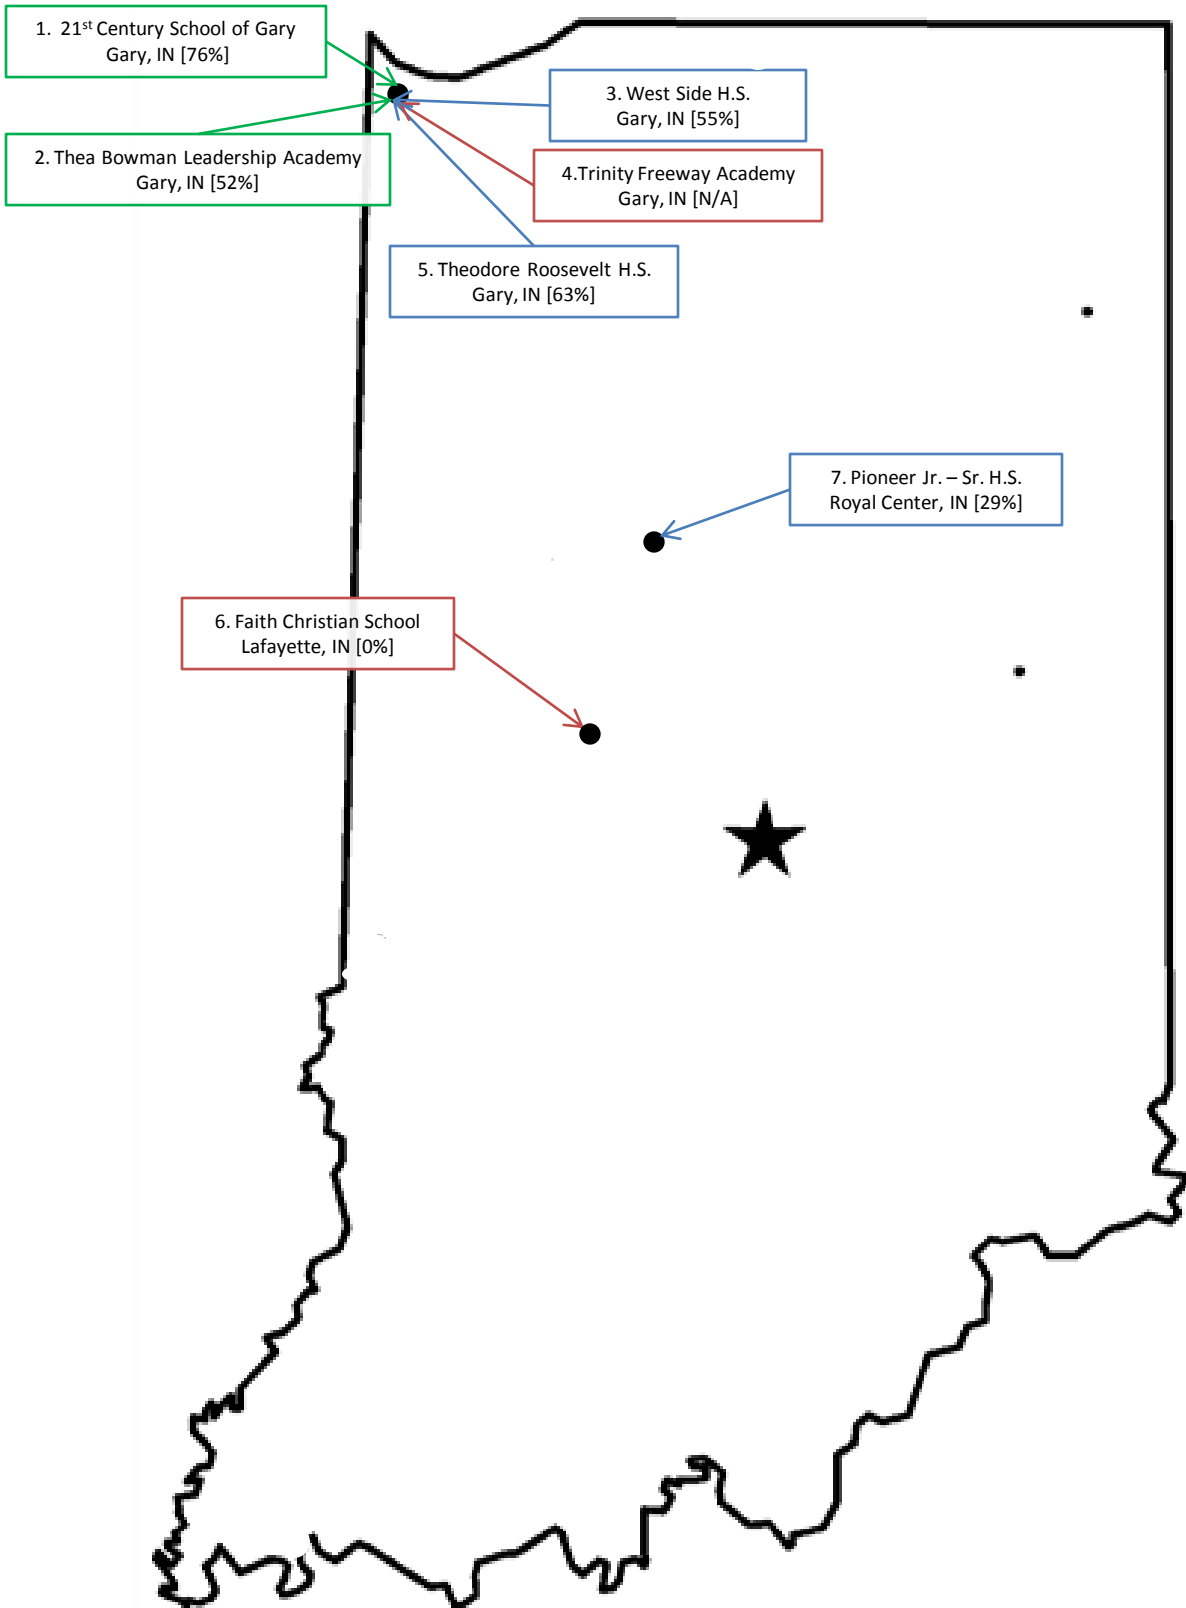 1. 21st Century School of Gary
Gary, IN [76%]
2. Thea Bowman Leadership Academy
Gary, IN [52%]
3. West Side H.S.
Gary, IN [55%]
4.Trinity Freeway Academy
Gary, IN [N/A]
5. Theodore Roosevelt H.S.
Gary, IN [63%]
7. Pioneer Jr. – Sr. H.S.
Royal Center, IN [29%]
6. Faith Christian School
Lafayette, IN [0%]